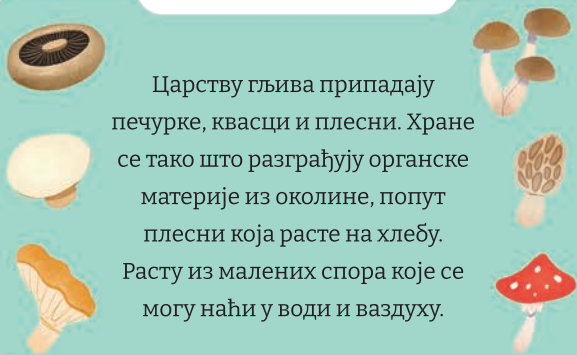 Царству гљива припадају
печурке, квасци и плесни. Хране
се тако што разграђују органске
материје из околине, попут
плесни која расте на хлебу.
Расту из малених спора које се
могу наћи у води и ваздуху.